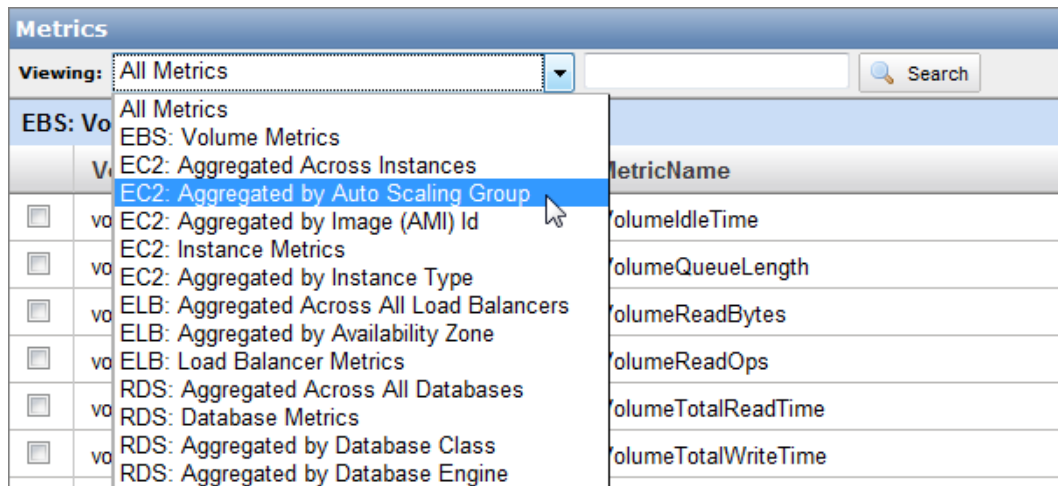 Metrics
Viewing: All Metrics Search
All Metrics
EBS: Vo
EBS: Volume Metrics
EC2: Aggregated Across Instances
EC2: Aggregated by Auto Scaling Group
EC2: Aggregated by Image (AMI) Id
EC2: Instance Metrics
EC2: Aggregated by Instance Type
ELB: Aggregated Across All Load Balancers
ELB: Aggregated by Availability Zone
ELB: Load Balancer Metrics
RDS: Aggregated Across All Databases
RDS: Database Metrics
RDS: Aggregated by Database Class
RDS: Aggregated by Database Engine
MetricName
VolumeIdleTime
VolumeQueueLength
VolumeReadBytes
VolumeReadOps
VolumeTotalReadTime
VolumeTotalWriteTime